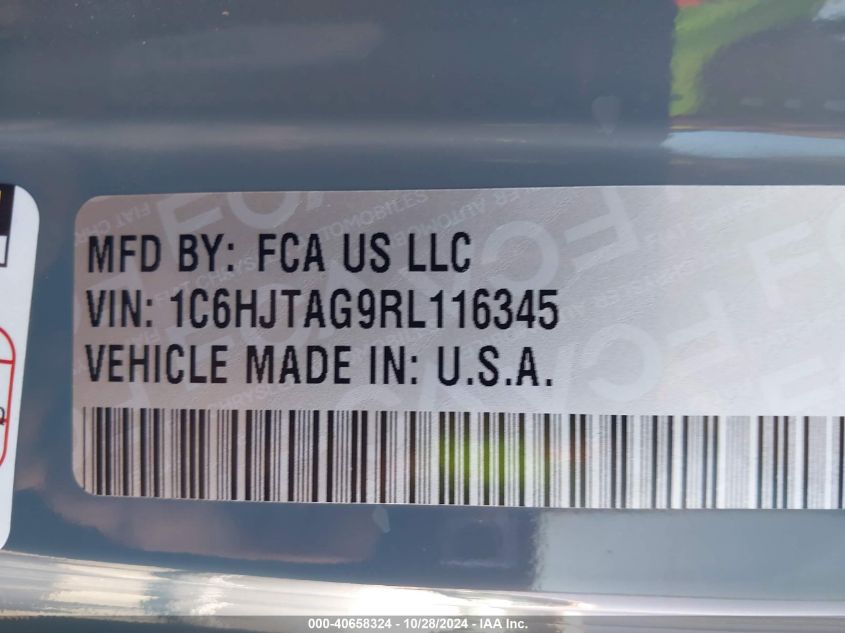 MFD BY: FCA US LLC
VIN: 1C6HJTAG9RL116345
VEHICLE MADE IN: U.S.A.
000-40658324 - 10/28/2024 - IAA Inc.